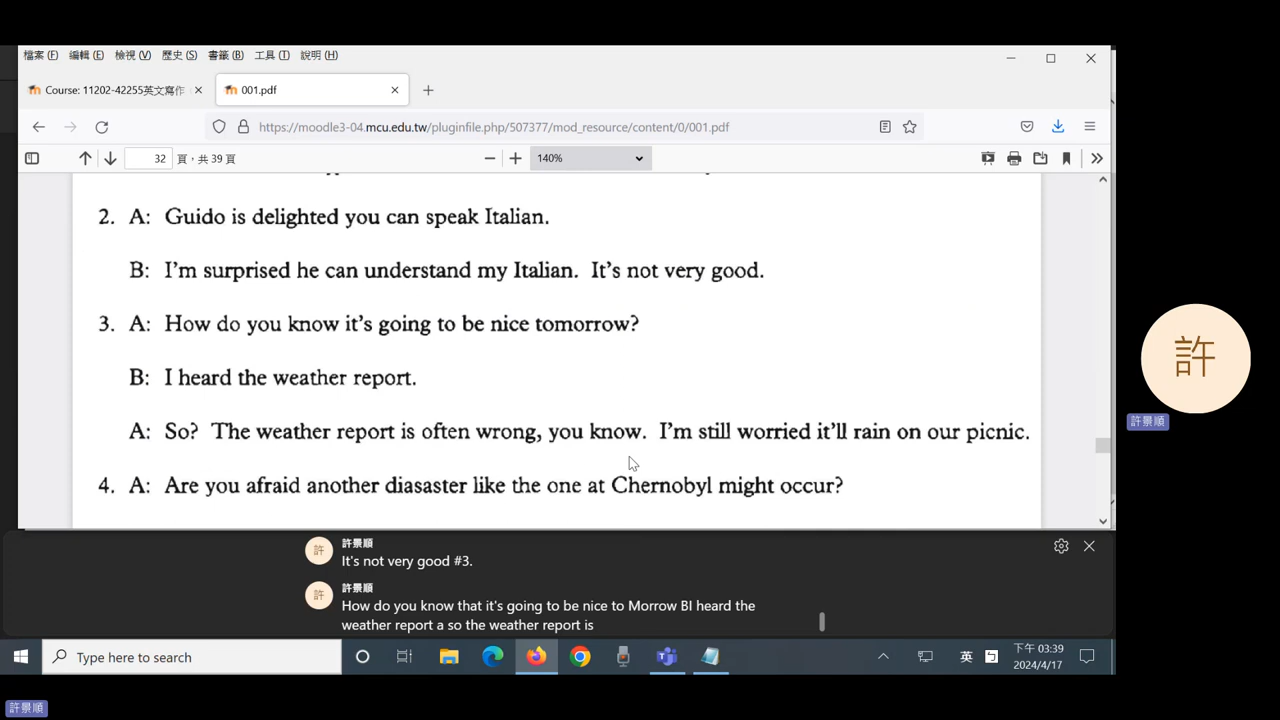 檔案(F) 編輯(E) 檢視(V) 歷史(S) 書籤(B) 工具(T) 說明(H)
Course: 11202-42255英文寫作 001.pdf
https://moodle3-04.mcu.edu.tw/pluginfile.php/507377/mod_resource/content/0/001.pdf
32 頁，共 39 頁 140%
2. A: Guido is delighted you can speak Italian.
B: I'm surprised he can understand my Italian. It's not very good.
3. A: How do you know it's going to be nice tomorrow?
B: I heard the weather report.
A: So? The weather report is often wrong, you know. I'm still worried it'll rain on our picnic.
4. A: Are you afraid another diasaster like the one at Chernobyl might occur?
許
許景順
許 許景順
It's not very good #3.
許 許景順
How do you know that it's going to be nice to Morrow BI heard the
weather report a so the weather report is
Type here to search
英
下午 03:39
2024/4/17
許景順